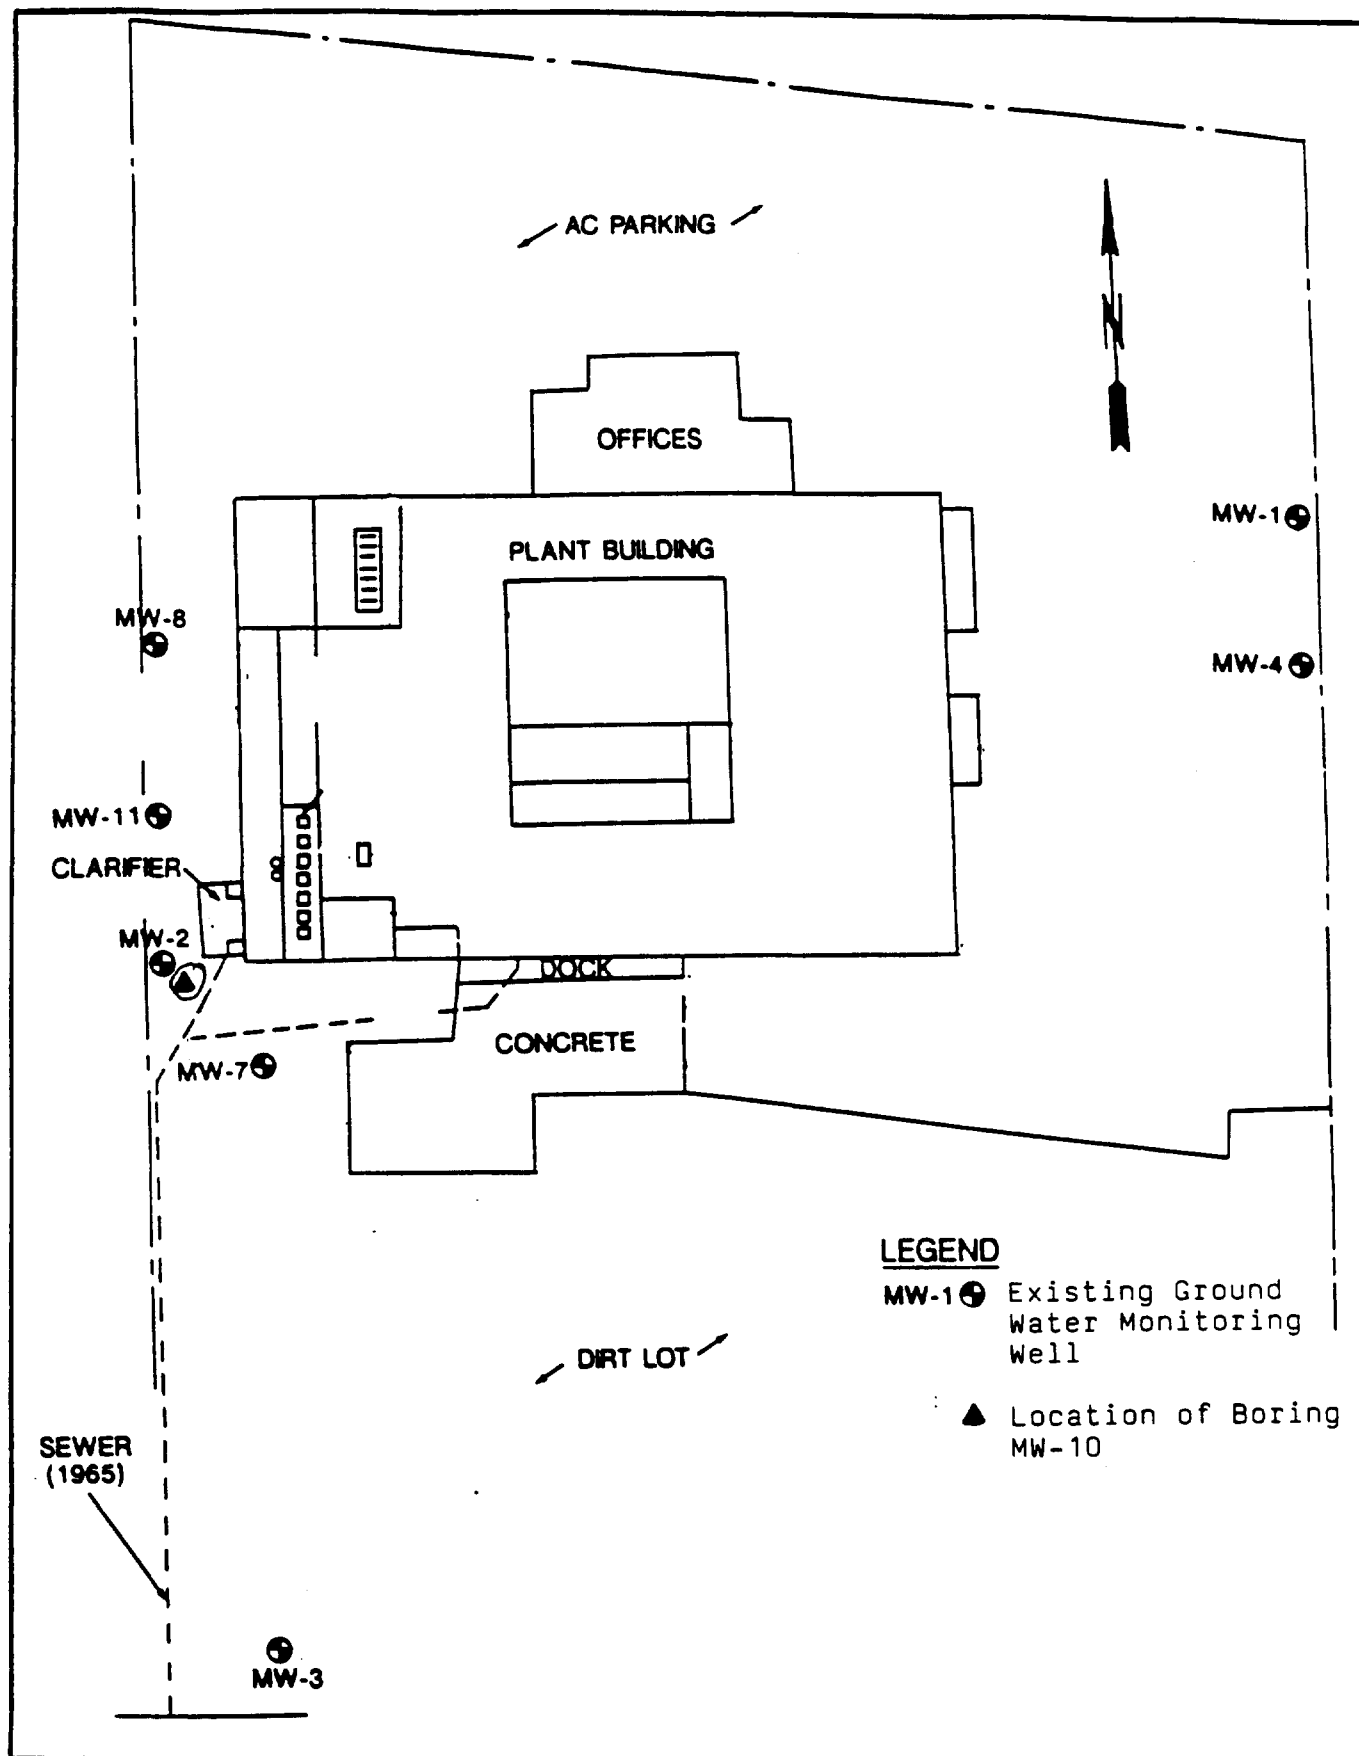 AC PARKING
N
OFFICES
MW-1
PLANT BUILDING
MW-8
MW-4
MW-11
CLARIFIER
MW-2
DOCK
CONCRETE
MW-7
LEGEND
MW-1 Existing Ground
Water Monitoring
Well
DIRT LOT
Location of Boring
MW-10
SEWER
(1965)
MW-3